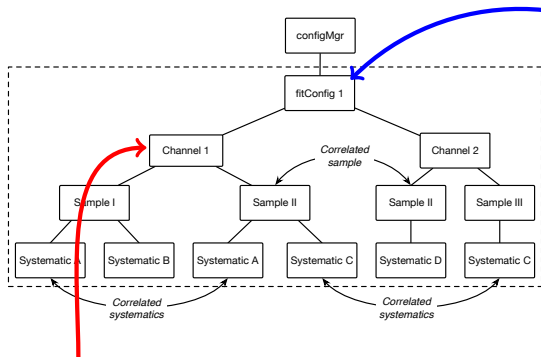 configMgr
fitConfig 1
Channel 1
Correlated
sample
Channel 2
Sample I
Sample II
Sample II
Sample III
Systematic A
Systematic B
Systematic A
Systematic C
Systematic D
Systematic C
Correlated
systematics
Correlated
systematics